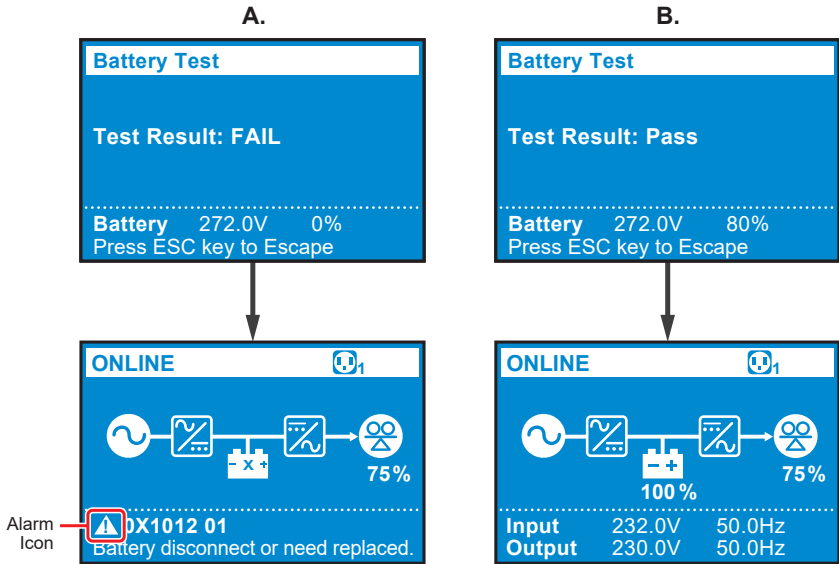 A.
Battery Test
Test Result: FAIL
Battery 272.0V 0%
Press ESC key to Escape
ONLINE 1
- x +
75%
0X1012 01
Battery disconnect or need replaced.
Alarm
Icon
B.
Battery Test
Test Result: Pass
Battery 272.0V 80%
Press ESC key to Escape
ONLINE 1
- +
100 %
75%
Input 232.0V 50.0Hz
Output 230.0V 50.0Hz